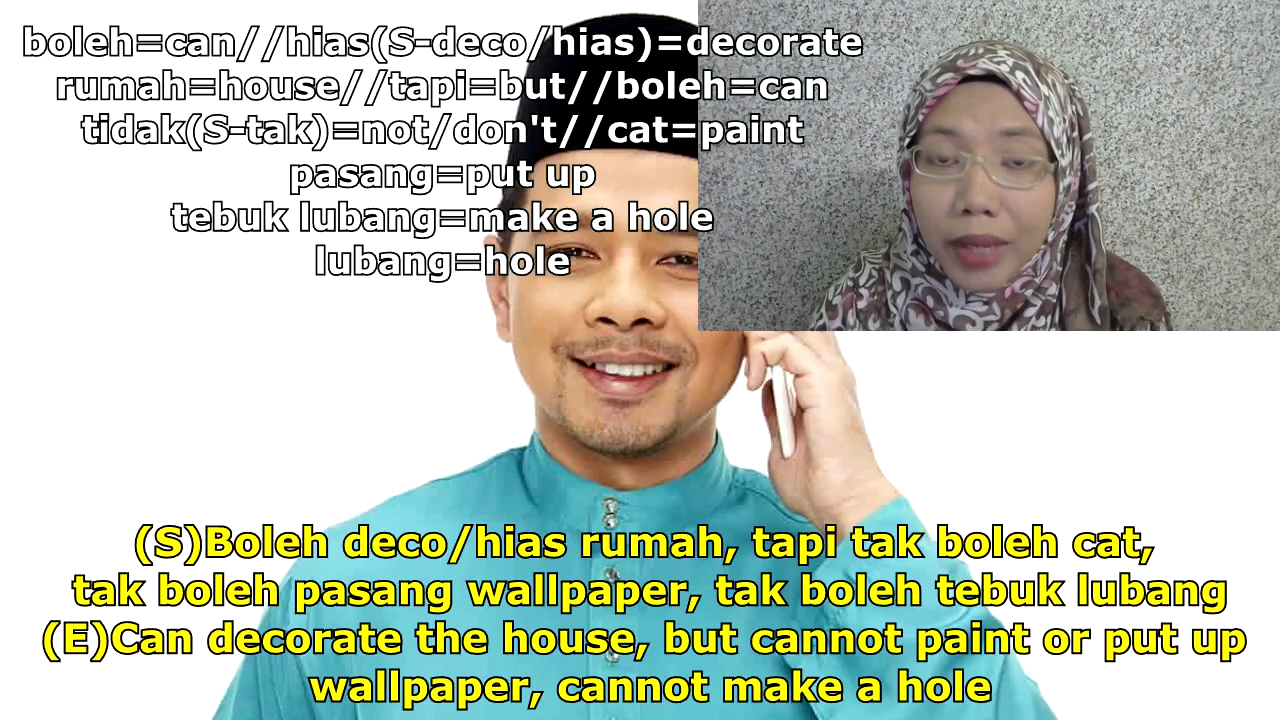 boleh=can//hias(S-deco/hias)=decorate
rumah=house//tapi=but//boleh=can
tidak(S-tak)=not/don't//cat=paint
pasang=put up
tebuk lubang=make a hole
lubang=hole
(S)Boleh deco/hias rumah, tapi tak boleh cat,
tak boleh pasang wallpaper, tak boleh tebuk lubang
(E)Can decorate the house, but cannot paint or put up
wallpaper, cannot make a hole